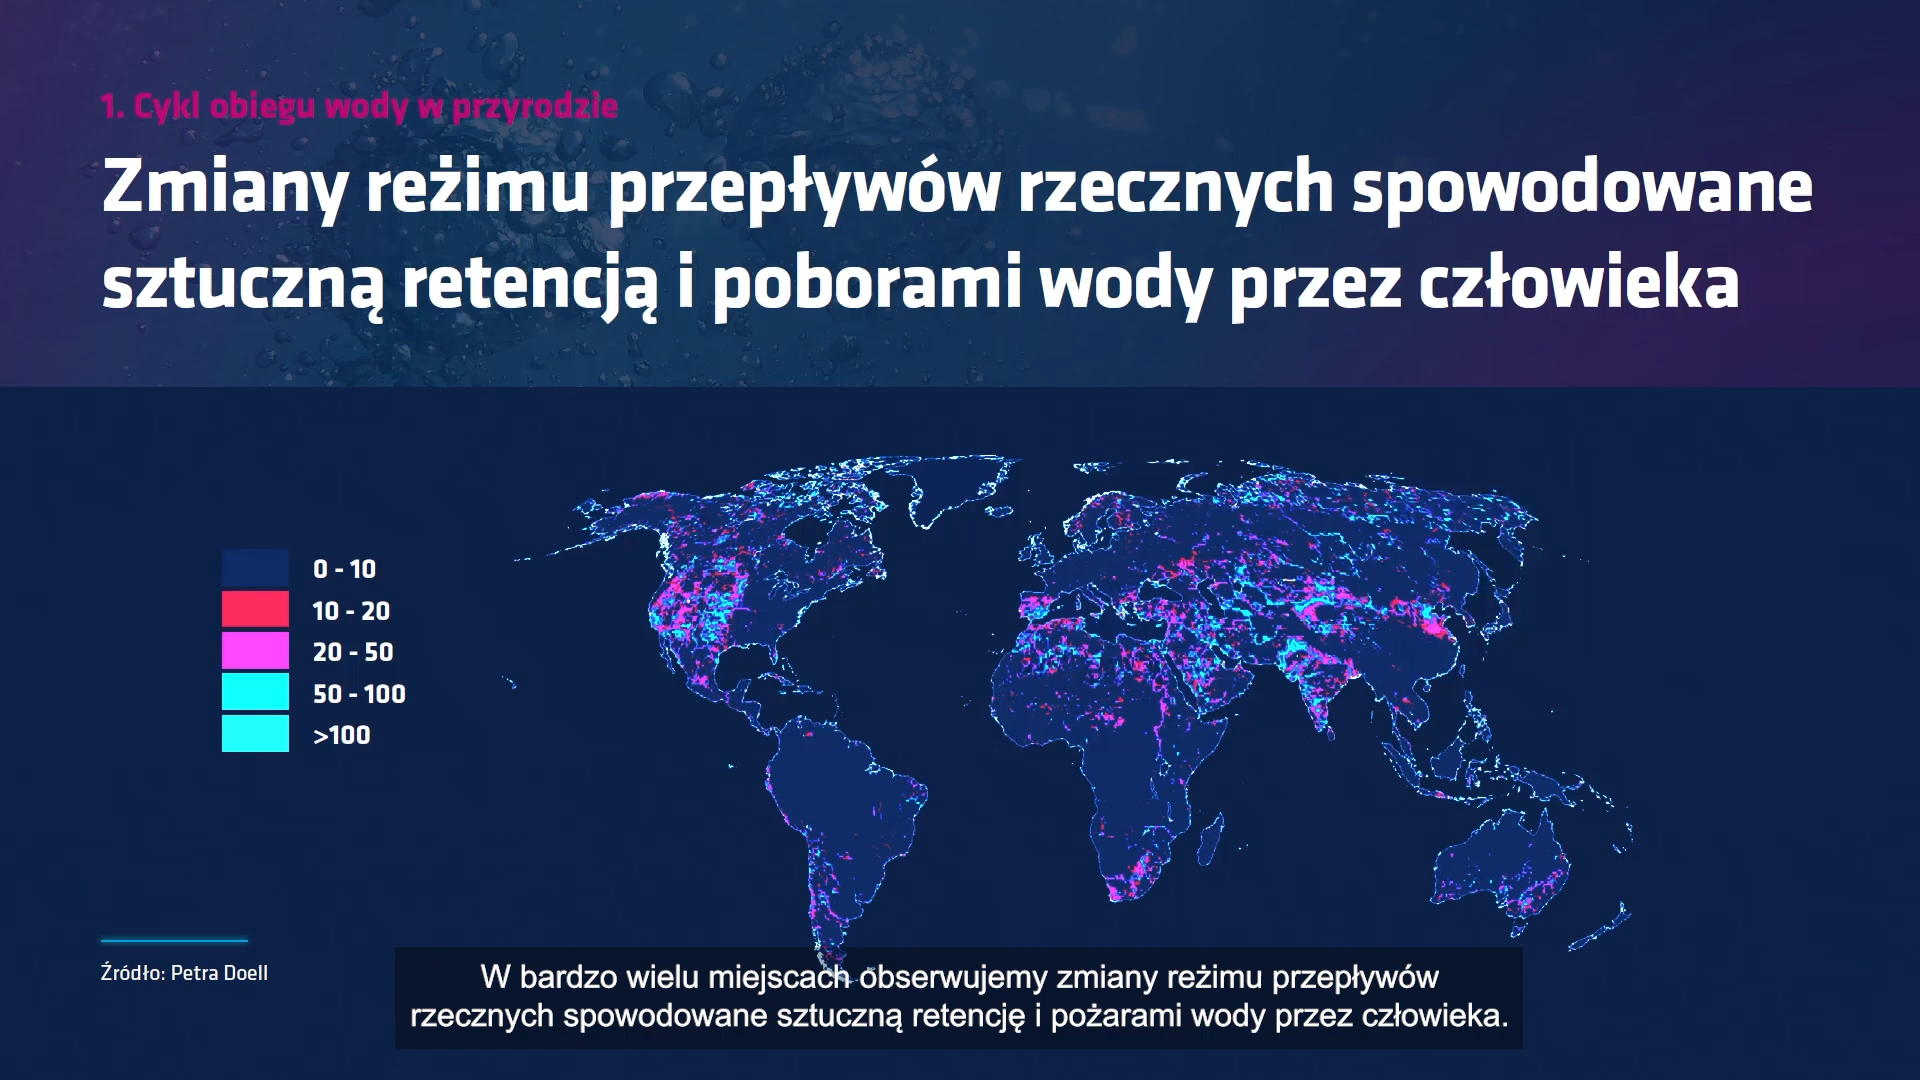 1. Cykl obiegu wody w przyrodzie
Zmiany reżimu przepływów rzecznych spowodowane
sztuczną retencją i poborami wody przez człowieka
0 - 10
10 - 20
20 - 50
50 - 100
>100
Źródło: Petra Doell
W bardzo wielu miejscach obserwujemy zmiany reżimu przepływów
rzecznych spowodowane sztuczną retencję i pożarami wody przez człowieka.